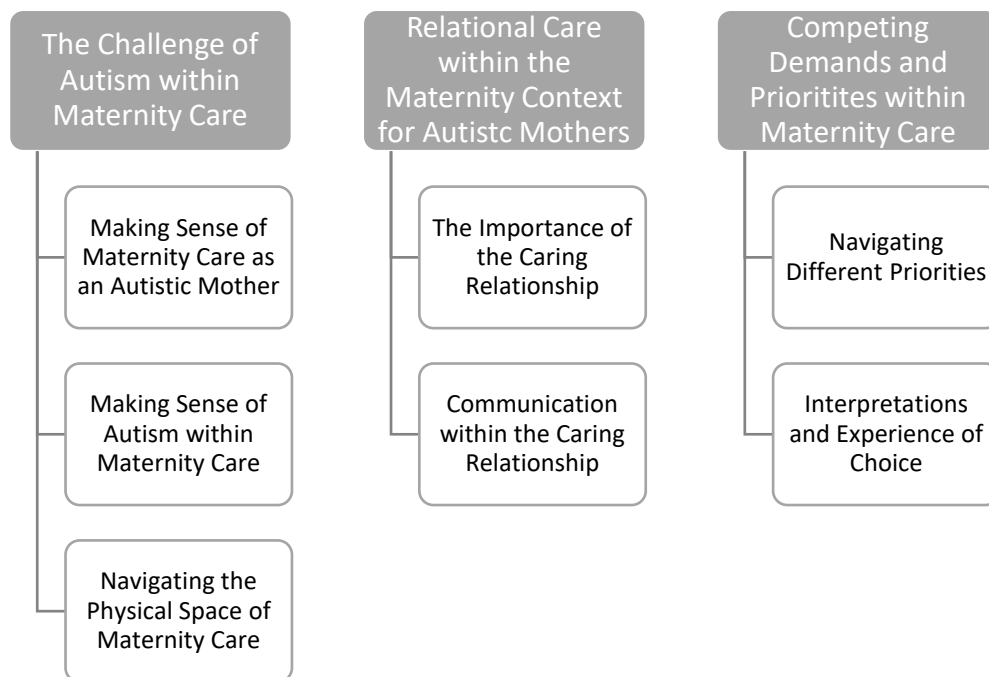 The Challenge of
Autism within
Maternity Care
Making Sense of
Maternity Care as
an Autistic Mother
Making Sense of
Autism within
Maternity Care
Navigating the
Physical Space of
Maternity Care
Relational Care
within the
Maternity Context
for Autistc Mothers
The Importance of
the Caring
Relationship
Communication
within the Caring
Relationship
Competing
Demands and
Prioritites within
Maternity Care
Navigating
Different Priorities
Interpretations
and Experience of
Choice